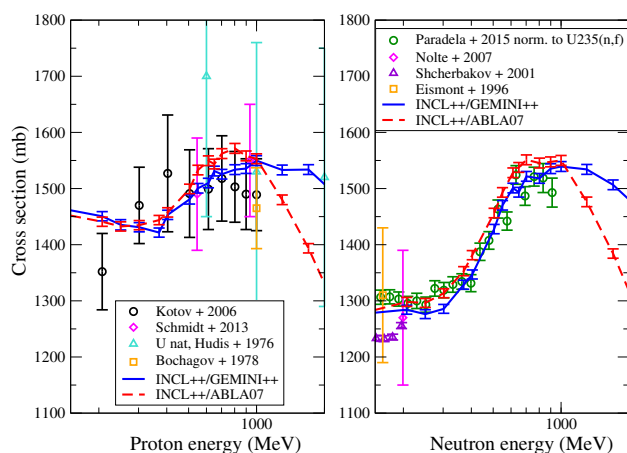 1800
1700
1600
1500
1400
1300
1200
1100
Cross section (mb)
Kotov + 2006
Schmidt + 2013
U nat, Hudis + 1976
Bochagov + 1978
INCL++/GEMINI++
INCL++/ABLA07
1000
Proton energy (MeV)
1800
1700
1600
1500
1400
1300
1200
1100
Paradela + 2015 norm. to U235(n,f)
Nolte + 2007
Shcherbakov + 2001
Eismont + 1996
INCL++/GEMINI++
INCL++/ABLA07
1000
Neutron energy (MeV)